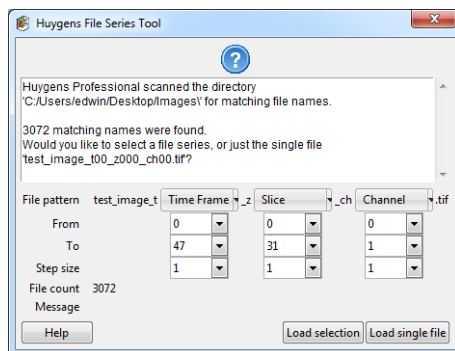 Huygens File Series Tool
Huygens Professional scanned the directory
'C:/Users/edwin/Desktop/Images\' for matching file names.
3072 matching names were found.
Would you like to select a file series, or just the single file
'test_image_t00_z000_ch00.tif'?
File pattern test_image_t Time Frame _z Slice _ch Channel .tif
From 0 0 0
To 47 31 1
Step size 1 1 1
File count 3072
Message
Help Load selection Load single file